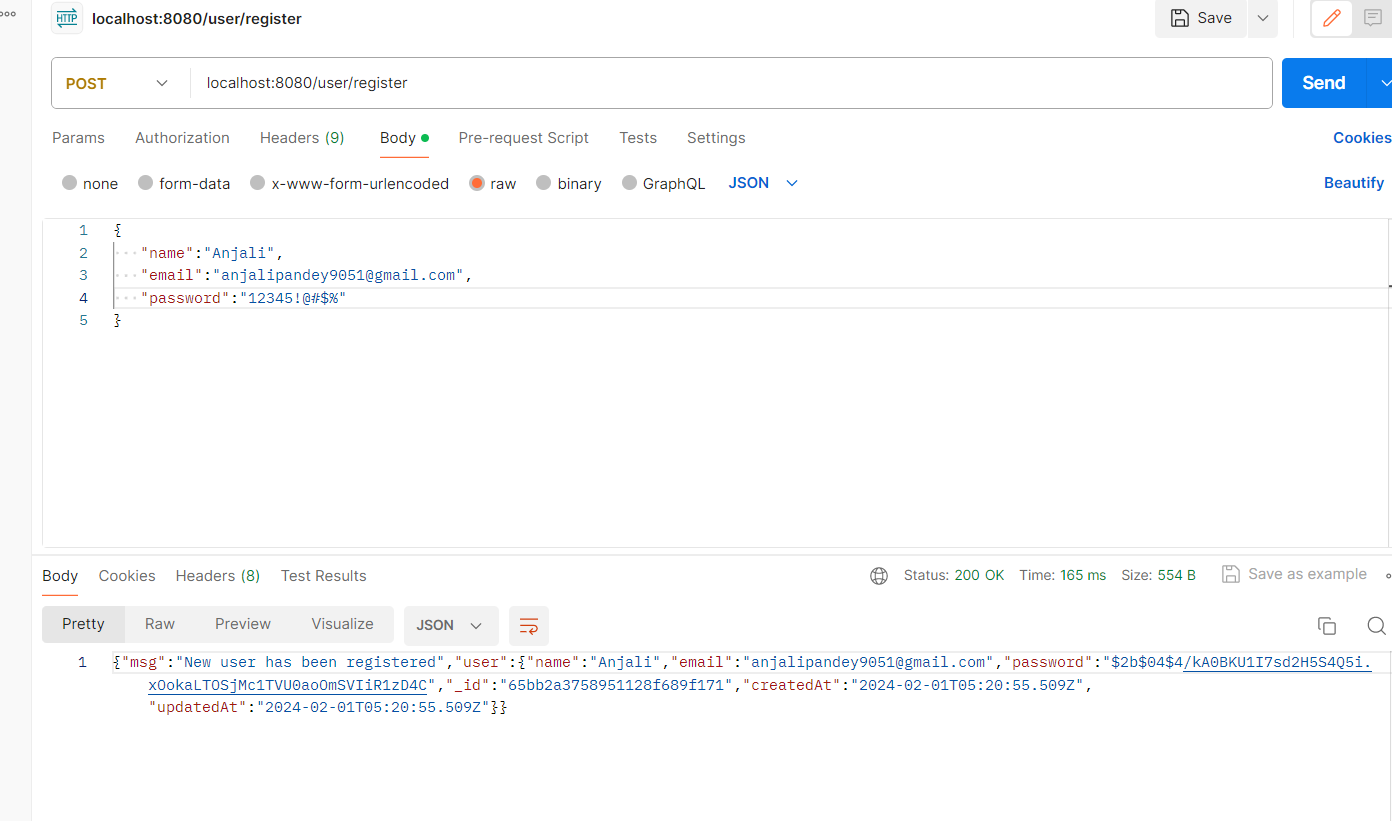 HTTP localhost:8080/user/register Save
POST localhost:8080/user/register Send
Params Authorization Headers (9) Body Pre-request Script Tests Settings Cookies
none form-data x-www-form-urlencoded raw binary GraphQL JSON Beautify
1 {
2 "name":"Anjali",
3 "email":"anjalipandey9051@gmail.com",
4 "password":"12345!@#$%"
5 }
Body Cookies Headers (8) Test Results Status: 200 OK Time: 165 ms Size: 554 B Save as example
Pretty Raw Preview Visualize JSON
1 {"msg":"New user has been registered","user":{"name":"Anjali","email":"anjalipandey9051@gmail.com","password":"$2b$04$4/kA0BKU1I7sd2H5S4Q5i.
xOokaLTOSjMc1TVU0aoOmSVIiR1zD4C","_id":"65bb2a3758951128f689f171","createdAt":"2024-02-01T05:20:55.509Z",
"updatedAt":"2024-02-01T05:20:55.509Z"}}